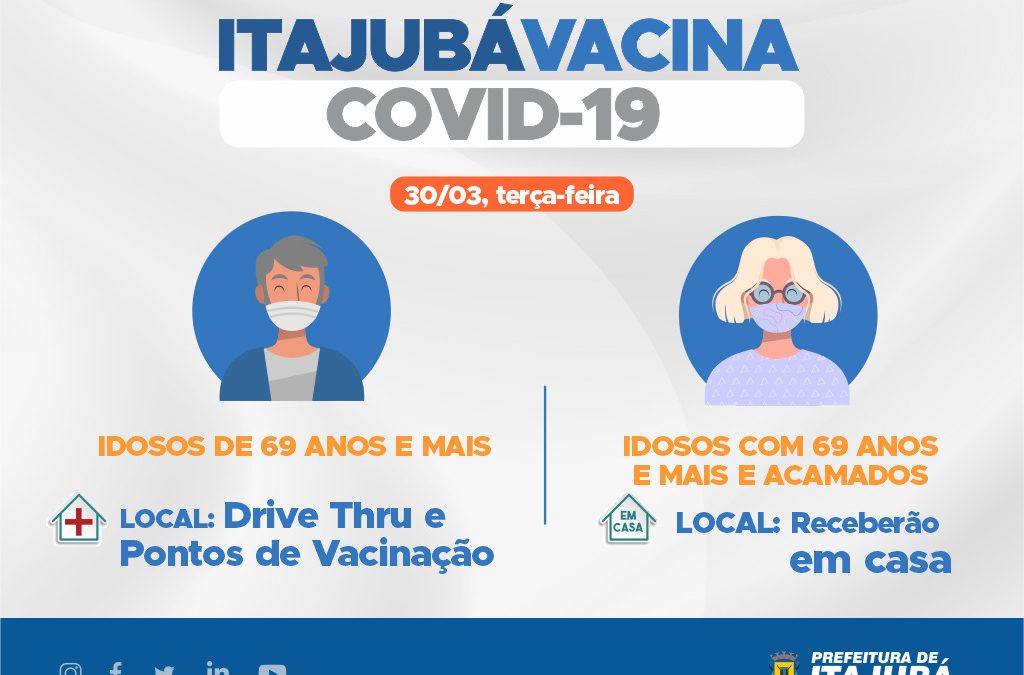 ITAJUBÁVACINA
COVID-19
30/03, terça-feira
IDOSOS DE 69 ANOS E MAIS
LOCAL: Drive Thru e
Pontos de Vacinação
IDOSOS COM 69 ANOS
E MAIS E ACAMADOS
EM
CASA
LOCAL: Receberão
em casa
PREFEITURA DE
ITAJUBÁ